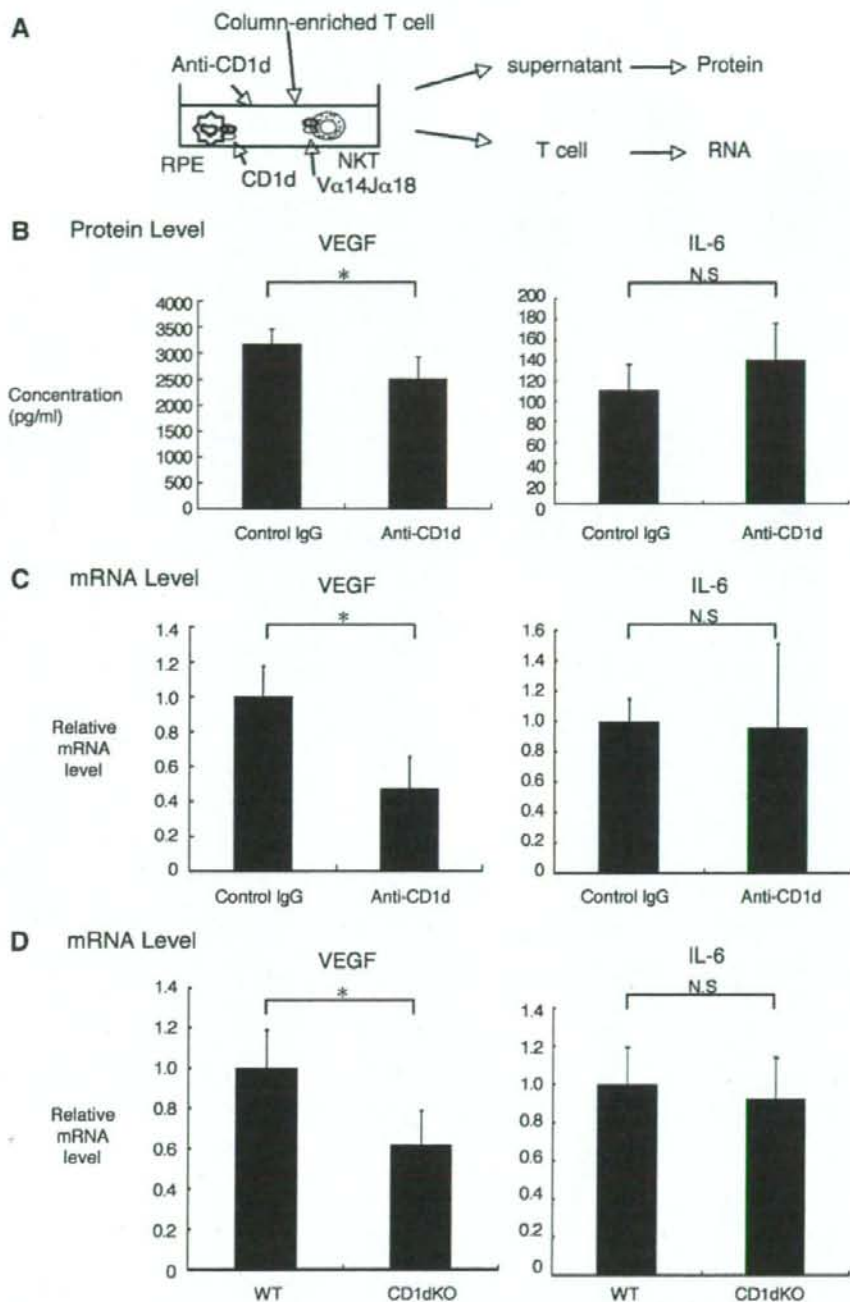 A
Column-enriched T cell
Anti-CD1d
supernatant
Protein
RPE
CD1d
NKT
Vα14Jα18
T cell
RNA
B Protein Level
VEGF
*
4000
3500
3000
2500
2000
1500
1000
500
0
Concentration
(pg/ml)
Control IgG
Anti-CD1d
IL-6
N.S
200
180
160
140
120
100
80
60
40
20
0
Control IgG
Anti-CD1d
C mRNA Level
VEGF
*
1.4
1.2
1.0
0.8
0.6
0.4
0.2
0
Relative
mRNA
level
Control IgG
Anti-CD1d
IL-6
N.S
1.6
1.4
1.2
1.0
0.8
0.6
0.4
0.2
0
Control IgG
Anti-CD1d
D mRNA Level
VEGF
*
1.4
1.2
1.0
0.8
0.6
0.4
0.2
0
Relative
mRNA
level
WT
CD1dKO
IL-6
N.S
1.4
1.2
1.0
0.8
0.6
0.4
0.2
0
WT
CD1dKO